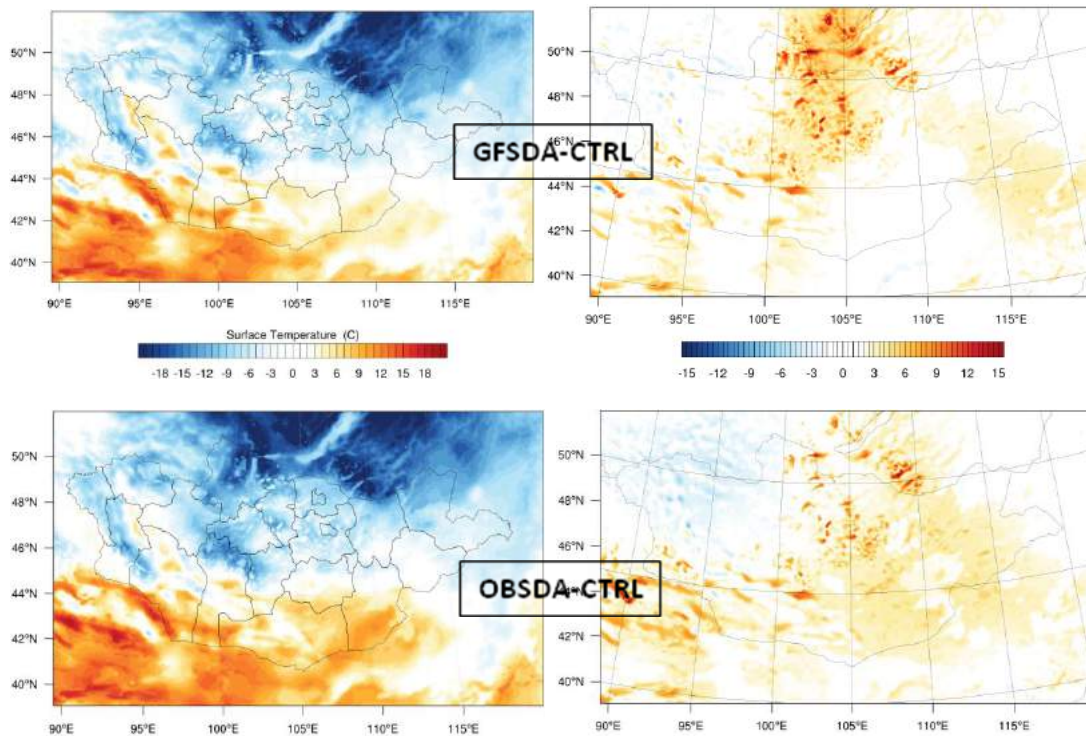 50°N
48°N
46°N
44°N
42°N
40°N
90°E 95°E 100°E 105°E 110°E 115°E
50°N
48°N
46°N
44°N
42°N
40°N
90°E 95°E 100°E 105°E 110°E 115°E
GFSDA-CTRL
Surface Temperature (C)
-18 -15 -12 -9 -6 -3 0 3 6 9 12 15 18
-15 -12 -9 -6 -3 0 3 6 9 12 15
50°N
48°N
46°N
44°N
42°N
40°N
90°E 95°E 100°E 105°E 110°E 115°E
50°N
48°N
46°N
44°N
42°N
40°N
90°E 95°E 100°E 105°E 110°E 115°E
OBSDA-CTRL